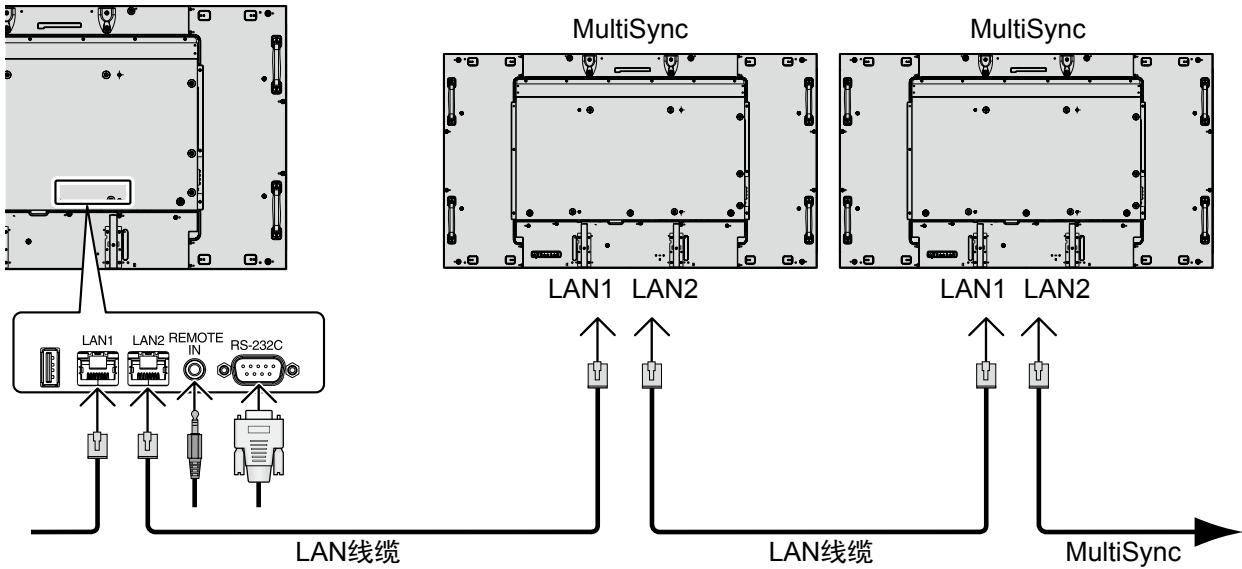 MultiSync
MultiSync
LAN1 LAN2
LAN1 LAN2
LAN1
LAN2
REMOTE
IN
RS-232C
LAN线缆
LAN线缆
MultiSync